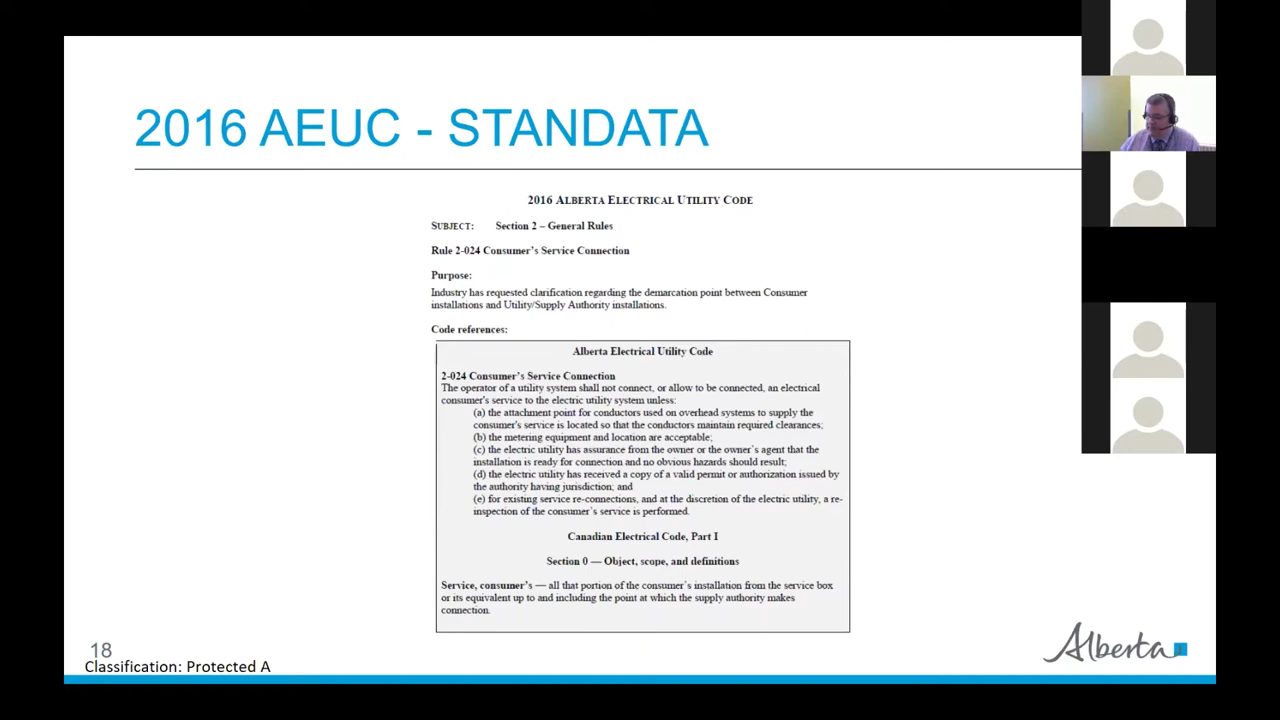 2016 AEUC - STANDATA
2016 ALBERTA ELECTRICAL UTILITY CODE
SUBJECT: Section 2 – General Rules
Rule 2-024 Consumer's Service Connection
Purpose:
Industry has requested clarification regarding the demarcation point between Consumer
installations and Utility/Supply Authority installations.
Code references:
Alberta Electrical Utility Code
2-024 Consumer's Service Connection
The operator of a utility system shall not connect, or allow to be connected, an electrical
consumer's service to the electric utility system unless:
(a) the attachment point for conductors used on overhead systems to supply the
consumer's service is located so that the conductors maintain required clearances;
(b) the metering equipment and location are acceptable;
(c) the electric utility has assurance from the owner or the owner's agent that the
installation is ready for connection and no obvious hazards should result;
(d) the electric utility has received a copy of a valid permit or authorization issued by
the authority having jurisdiction; and
(e) for existing service re-connections, and at the discretion of the electric utility, a re-
inspection of the consumer's service is performed.
Canadian Electrical Code, Part I
Section 0 — Object, scope, and definitions
Service, consumer's — all that portion of the consumer's installation from the service box
or its equivalent up to and including the point at which the supply authority makes
connection.
18
Classification: Protected A
Alberta